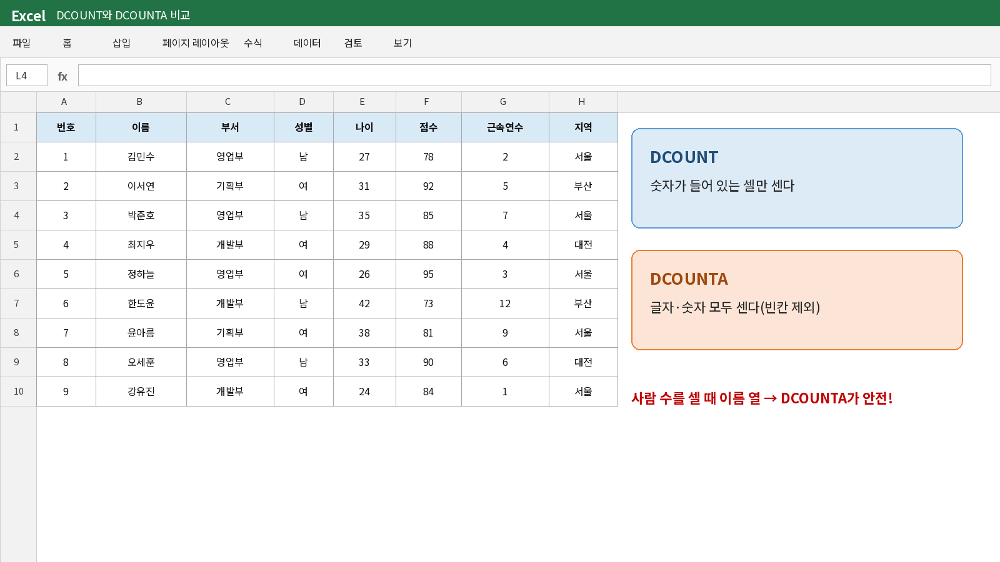 Excel DCOUNT와 DCOUNTA 비교
파일 홈 삽입 페이지 레이아웃 수식 데이터 검토 보기
L4 fx
A B C D E F G H
1 번호 이름 부서 성별 나이 점수 근속연수 지역
2 1 김민수 영업부 남 27 78 2 서울
3 2 이서연 기획부 여 31 92 5 부산
4 3 박준호 영업부 남 35 85 7 서울
5 4 최지우 개발부 여 29 88 4 대전
6 5 정하늘 영업부 여 26 95 3 서울
7 6 한도윤 개발부 남 42 73 12 부산
8 7 윤아름 기획부 여 38 81 9 서울
9 8 오세훈 영업부 남 33 90 6 대전
10 9 강유진 개발부 여 24 84 1 서울
DCOUNT
숫자가 들어 있는 셀만 센다
DCOUNTA
글자·숫자 모두 센다(빈칸 제외)
사람 수를 셀 때 이름 열 → DCOUNTA가 안전!